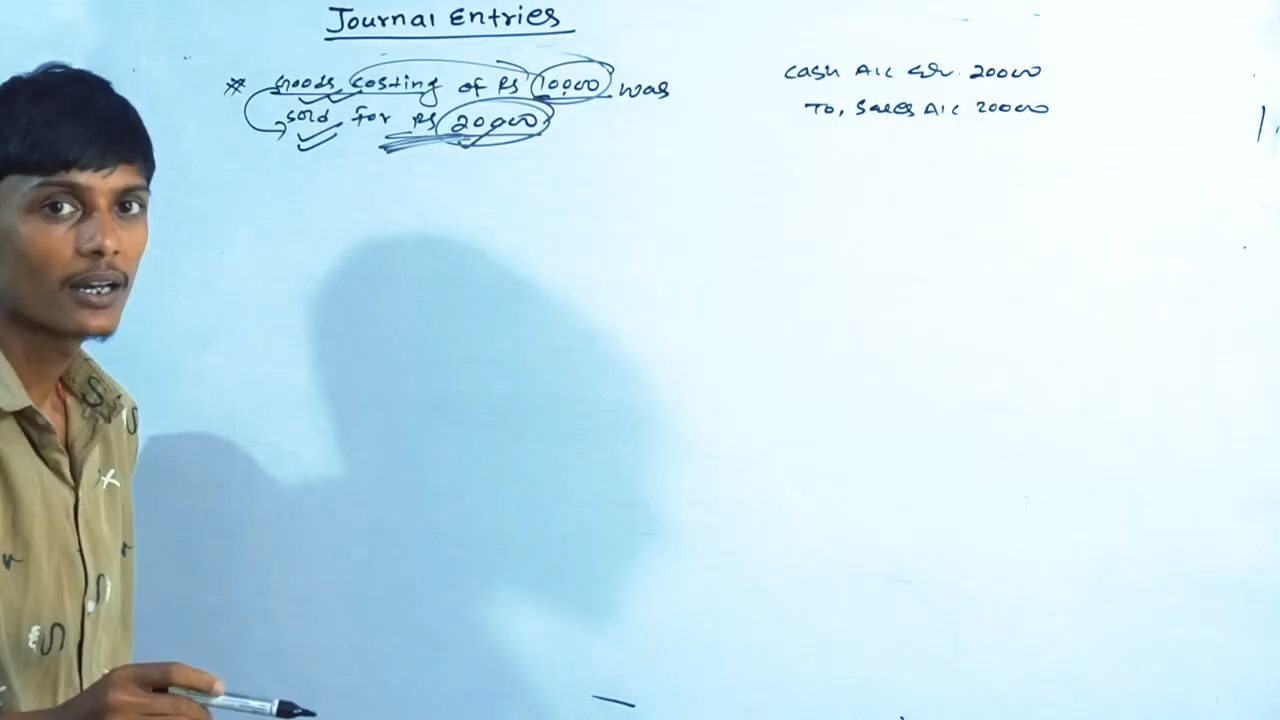 Journal Entries
* Goods costing of Rs 10000 was
sold for Rs 20000
Cash A/c Dr. 20000
To, Sales A/c 20000